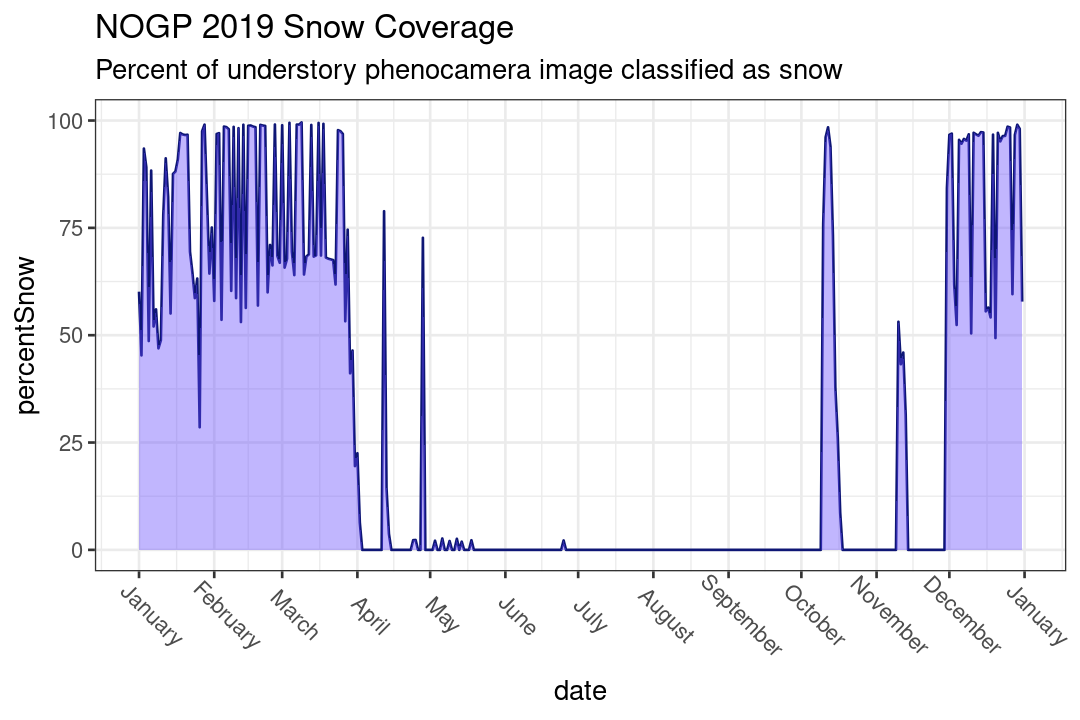 NOGP 2019 Snow Coverage
Percent of understory phenocamera image classified as snow
percentSnow
100
75
50
25
0
January
February
March
April
May
June
July
August
September
October
November
December
January
date